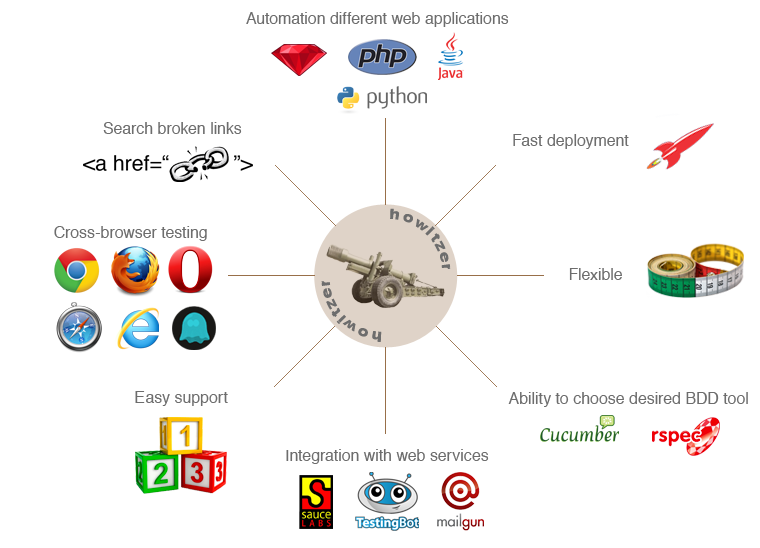 Automation different web applications
php
Java
python
Search broken links
<a href=“ ”>
Fast deployment
howitzer
Cross-browser testing
Flexible
howitzer
Easy support
1
2 3 3
Ability to choose desired BDD tool
Cucumber
rspec
Integration with web services
S
SAUCE
LABS
TestingBot
mailgun